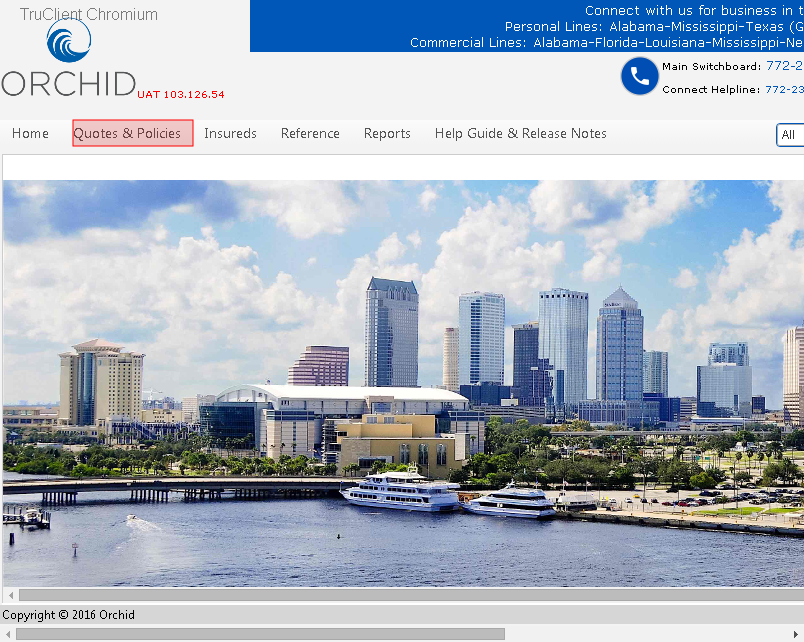 TruClient Chromium
Connect with us for business in t
Personal Lines: Alabama-Mississippi-Texas (G
Commercial Lines: Alabama-Florida-Louisiana-Mississippi-Ne
ORCHID
UAT 103.126.54
Main Switchboard: 772-2
Connect Helpline: 772-23
Home Quotes & Policies Insureds Reference Reports Help Guide & Release Notes All
Copyright © 2016 Orchid